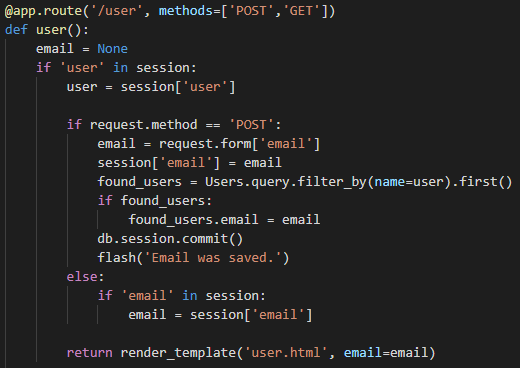 @app.route('/user', methods=['POST','GET'])
def user():
    email = None
    if 'user' in session:
        user = session['user']

        if request.method == 'POST':
            email = request.form['email']
            session['email'] = email
            found_users = Users.query.filter_by(name=user).first()
            if found_users:
                found_users.email = email
            db.session.commit()
            flash('Email was saved.')
        else:
            if 'email' in session:
                email = session['email']

        return render_template('user.html', email=email)